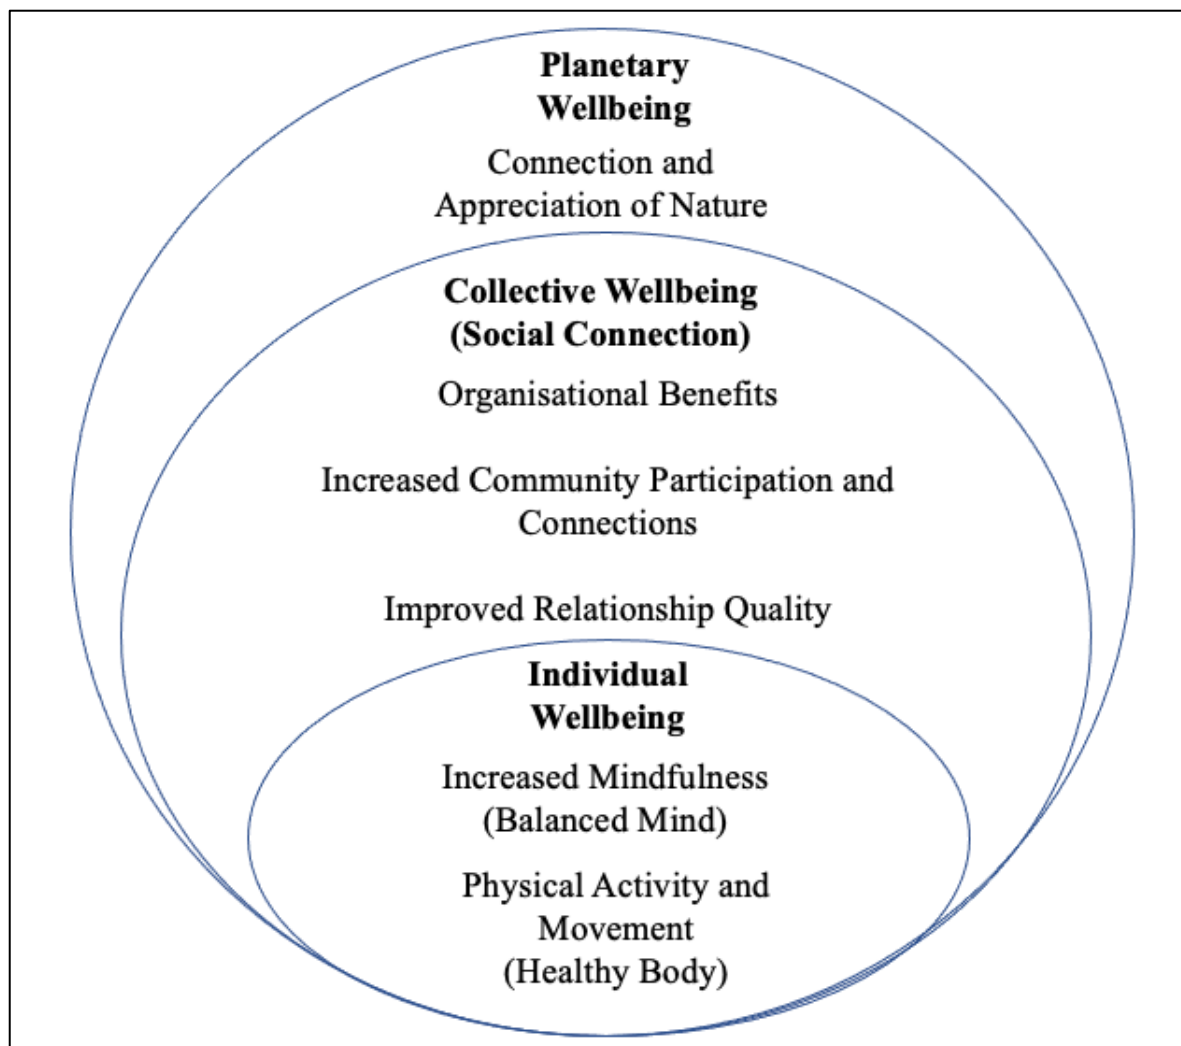 Planetary
Wellbeing
Connection and
Appreciation of Nature
Collective Wellbeing
(Social Connection)
Organisational Benefits
Increased Community Participation and
Connections
Improved Relationship Quality
Individual
Wellbeing
Increased Mindfulness
(Balanced Mind)
Physical Activity and
Movement
(Healthy Body)